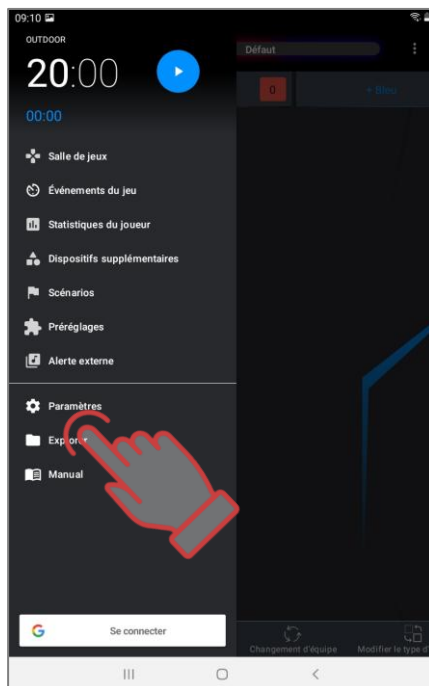 09:10
OUTDOOR
Défaut
20:00
00:00
0
+ Bleu
Salle de jeux
Événements du jeu
Statistiques du joueur
Dispositifs supplémentaires
Scénarios
Préréglages
Alerte externe
Paramètres
Explorer
Manual
G Se connecter
Changement d'équipe
Modifier le type d'